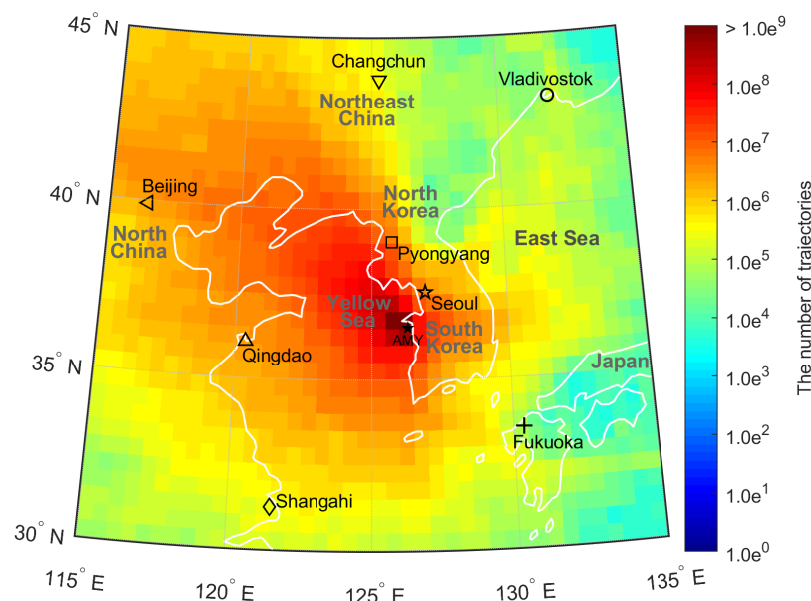 45° N
> 1.0e⁹
Changchun
Vladivostok
1.0e⁸
Northeast
China
1.0e⁷
40° N
Beijing
North
Korea
1.0e⁶
North
China
East Sea
Pyongyang
1.0e⁵
Yellow
Sea
Seoul
South
Korea
AMY
1.0e⁴
35° N
Qingdao
Japan
1.0e³
Fukuoka
1.0e²
Shangahi
1.0e¹
30° N
1.0e⁰
115° E
120° E
125° E
130° E
135° E
The number of trajectories